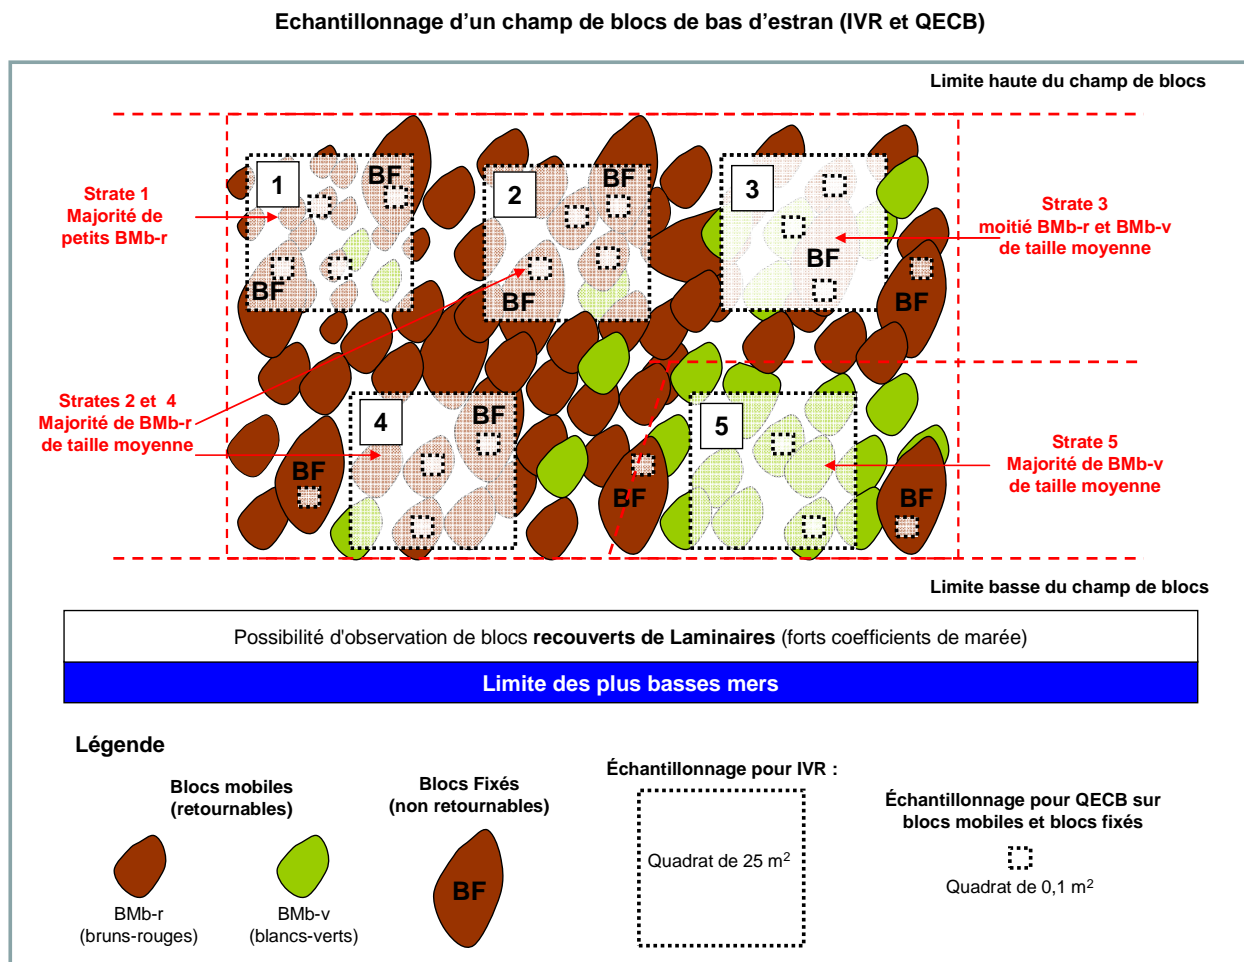 Echantillonnage d'un champ de blocs de bas d'estran (IVR et QECB)
Limite haute du champ de blocs
Strate 1
Majorité de
petits BMb-r
1
BF
BF
2
BF
BF
3
BF
BF
Strate 3
moitié BMb-r et BMb-v
de taille moyenne
Strates 2 et 4
Majorité de BMb-r
de taille moyenne
BF
4
BF
BF
5
BF
Strate 5
Majorité de BMb-v
de taille moyenne
Limite basse du champ de blocs
Possibilité d'observation de blocs recouverts de Laminaires (forts coefficients de marée)
Limite des plus basses mers
Légende
Blocs mobiles
(retournables)
BMb-r
(bruns-rouges)
BMb-v
(blancs-verts)
Blocs Fixés
(non retournables)
BF
Échantillonnage pour IVR :
Quadrat de 25 m²
Échantillonnage pour QECB sur
blocs mobiles et blocs fixés
Quadrat de 0,1 m²